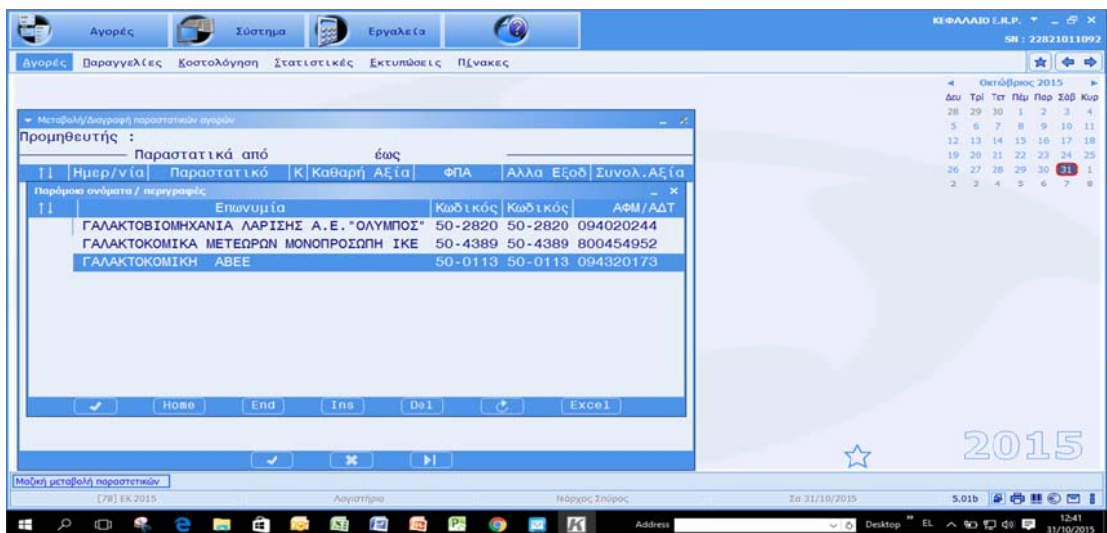 Αγορές Σύστημα Εργαλεία ΚΕΦΑΛΑΙΟ E.R.P.
SN : 22821011092
Αγορές Παραγγελίες Κοστολόγηση Στατιστικές Εκτυπώσεις Πίνακες
Οκτώβριος 2015
Δευ Τρί Τετ Πέμ Παρ Σάβ Κυρ
28 29 30 1 2 3 4
5 6 7 8 9 10 11
12 13 14 15 16 17 18
19 20 21 22 23 24 25
26 27 28 29 30 31 1
2 3 4 5 6 7 8
Μεταβολή/Διαγραφή παραστατικών αγορών
Προμηθευτής :
Παραστατικά από έως
↑↓ Ημερ/νία Παραστατικό Κ Καθαρή Αξία ΦΠΑ Αλλα Εξοδ Συνολ.Αξία
Παρόμοια ονόματα / περιγραφές
↑↓ Επωνυμία Κωδικός Κωδικός ΑΦΜ/ΑΔΤ
ΓΑΛΑΚΤΟΒΙΟΜΗΧΑΝΙΑ ΛΑΡΙΣΗΣ Α.Ε."ΟΛΥΜΠΟΣ" 50-2820 50-2820 094020244
ΓΑΛΑΚΤΟΚΟΜΙΚΑ ΜΕΤΕΩΡΩΝ ΜΟΝΟΠΡΟΣΩΠΗ ΙΚΕ 50-4389 50-4389 800454952
ΓΑΛΑΚΤΟΚΟΜΙΚΗ ΑΒΕΕ 50-0113 50-0113 094320173
Home End Ins Del Excel
2015
Μαζική μεταβολή παραστατικών
[78] ΕΚ 2015 Λογιστήριο Νάρχος Σπύρος Σα 31/10/2015 5.01b
Address Desktop EL 12:41
31/10/2015